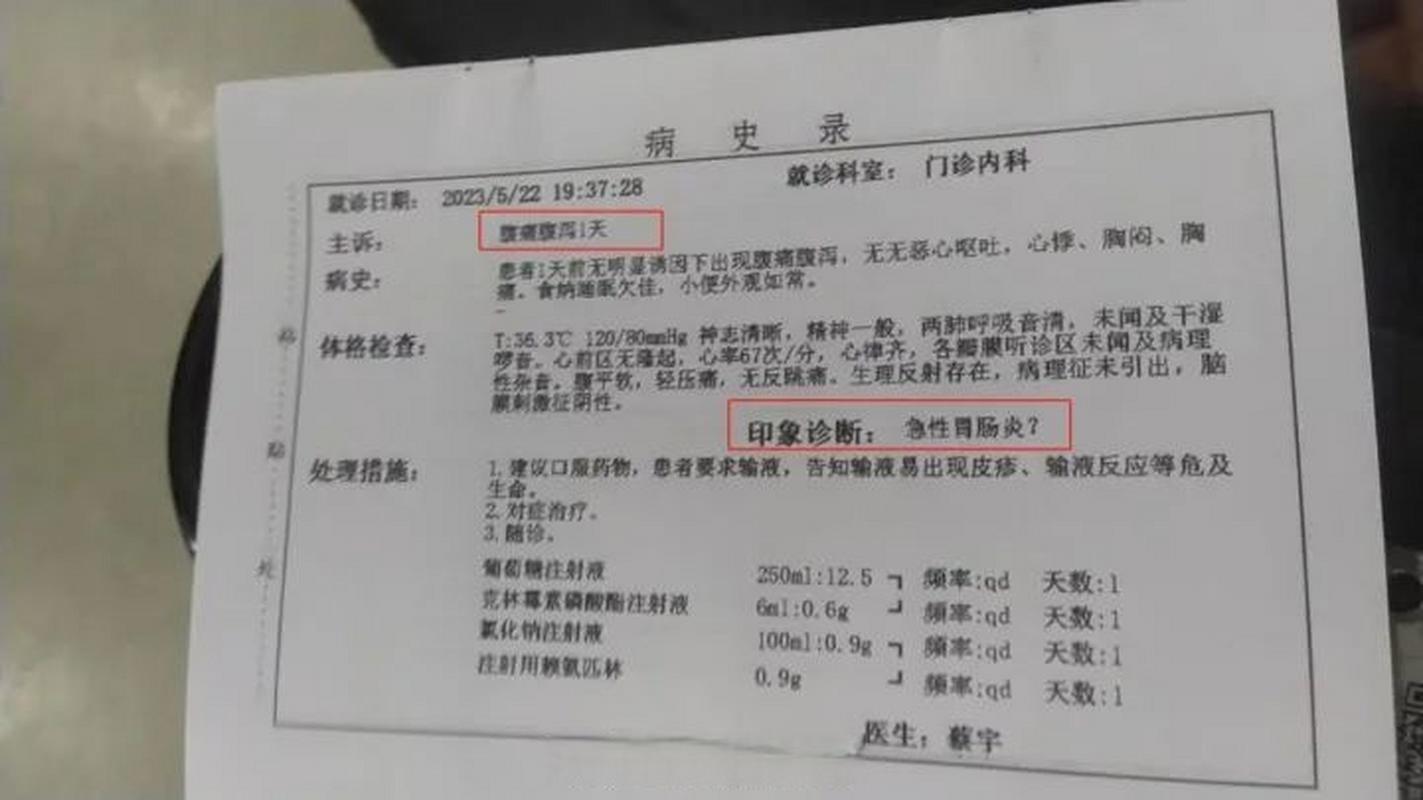 病 史 录
就诊日期: 2023/5/22 19:37:28 就诊科室: 门诊内科
主诉: 腹痛腹泻1天
病史: 患者1天前无明显诱因下出现腹痛腹泻，无无恶心呕吐，心悸、胸闷、胸
痛。食纳睡眠欠佳，小便外观如常。
体格检查: T:36.3℃ 120/80mmHg 神志清晰，精神一般，两肺呼吸音清，未闻及干湿
啰音。心前区无隆起，心率67次/分，心律齐，各瓣膜听诊区未闻及病理
性杂音。腹平软，轻压痛，无反跳痛。生理反射存在，病理征未引出，脑
膜刺激征阴性。
印象诊断: 急性胃肠炎？
处理措施: 1.建议口服药物，患者要求输液，告知输液易出现皮疹、输液反应等危及
生命。
2.对症治疗。
3.随诊。
葡萄糖注射液 250ml:12.5 ┐ 频率:qd 天数:1
克林霉素磷酸酯注射液 6ml:0.6g ┘ 频率:qd 天数:1
氯化钠注射液 100ml:0.9g ┐ 频率:qd 天数:1
注射用赖氨匹林 0.9g ┘ 频率:qd 天数:1
医生: 蔡宇
粘
贴
处